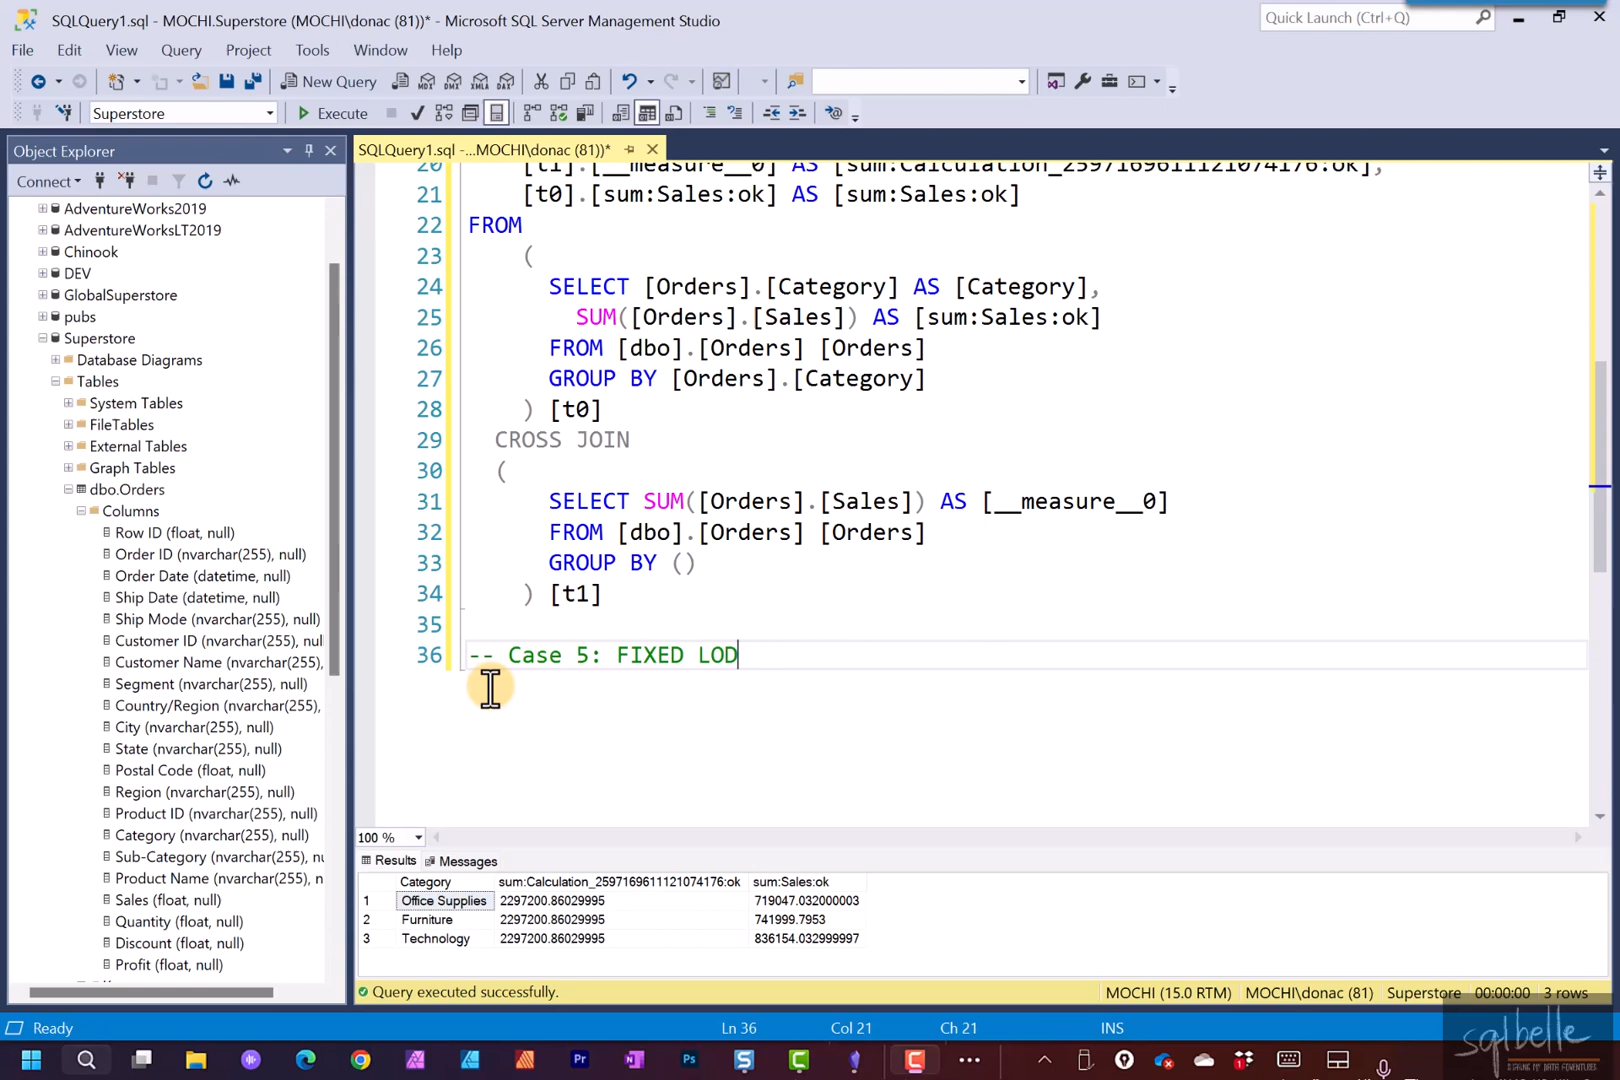 SQLQuery1.sql - MOCHI.Superstore (MOCHI\donac (81))* - Microsoft SQL Server Management Studio
Quick Launch (Ctrl+Q)
File Edit View Query Project Tools Window Help
New Query
Superstore Execute
Object Explorer
SQLQuery1.sql -...MOCHI\donac (81))*
Connect
AdventureWorks2019
AdventureWorksLT2019
Chinook
DEV
GlobalSuperstore
pubs
Superstore
Database Diagrams
Tables
System Tables
FileTables
External Tables
Graph Tables
dbo.Orders
Columns
Row ID (float, null)
Order ID (nvarchar(255), null)
Order Date (datetime, null)
Ship Date (datetime, null)
Ship Mode (nvarchar(255), null)
Customer ID (nvarchar(255), nul
Customer Name (nvarchar(255),
Segment (nvarchar(255), null)
Country/Region (nvarchar(255),
City (nvarchar(255), null)
State (nvarchar(255), null)
Postal Code (float, null)
Region (nvarchar(255), null)
Product ID (nvarchar(255), null)
Category (nvarchar(255), null)
Sub-Category (nvarchar(255), nu
Product Name (nvarchar(255), n
Sales (float, null)
Quantity (float, null)
Discount (float, null)
Profit (float, null)
20 [t1].[__measure__0] AS [sum:Calculation_2597169611121074176:ok],
21 [t0].[sum:Sales:ok] AS [sum:Sales:ok]
22 FROM
23 (
24 SELECT [Orders].[Category] AS [Category],
25 SUM([Orders].[Sales]) AS [sum:Sales:ok]
26 FROM [dbo].[Orders] [Orders]
27 GROUP BY [Orders].[Category]
28 ) [t0]
29 CROSS JOIN
30 (
31 SELECT SUM([Orders].[Sales]) AS [__measure__0]
32 FROM [dbo].[Orders] [Orders]
33 GROUP BY ()
34 ) [t1]
35
36 -- Case 5: FIXED LOD
100 %
Results Messages
Category sum:Calculation_2597169611121074176:ok sum:Sales:ok
1 Office Supplies 2297200.86029995 719047.032000003
2 Furniture 2297200.86029995 741999.7953
3 Technology 2297200.86029995 836154.032999997
Query executed successfully. MOCHI (15.0 RTM) MOCHI\donac (81) Superstore 00:00:00 3 rows
Ready Ln 36 Col 21 Ch 21 INS
sqlbelle